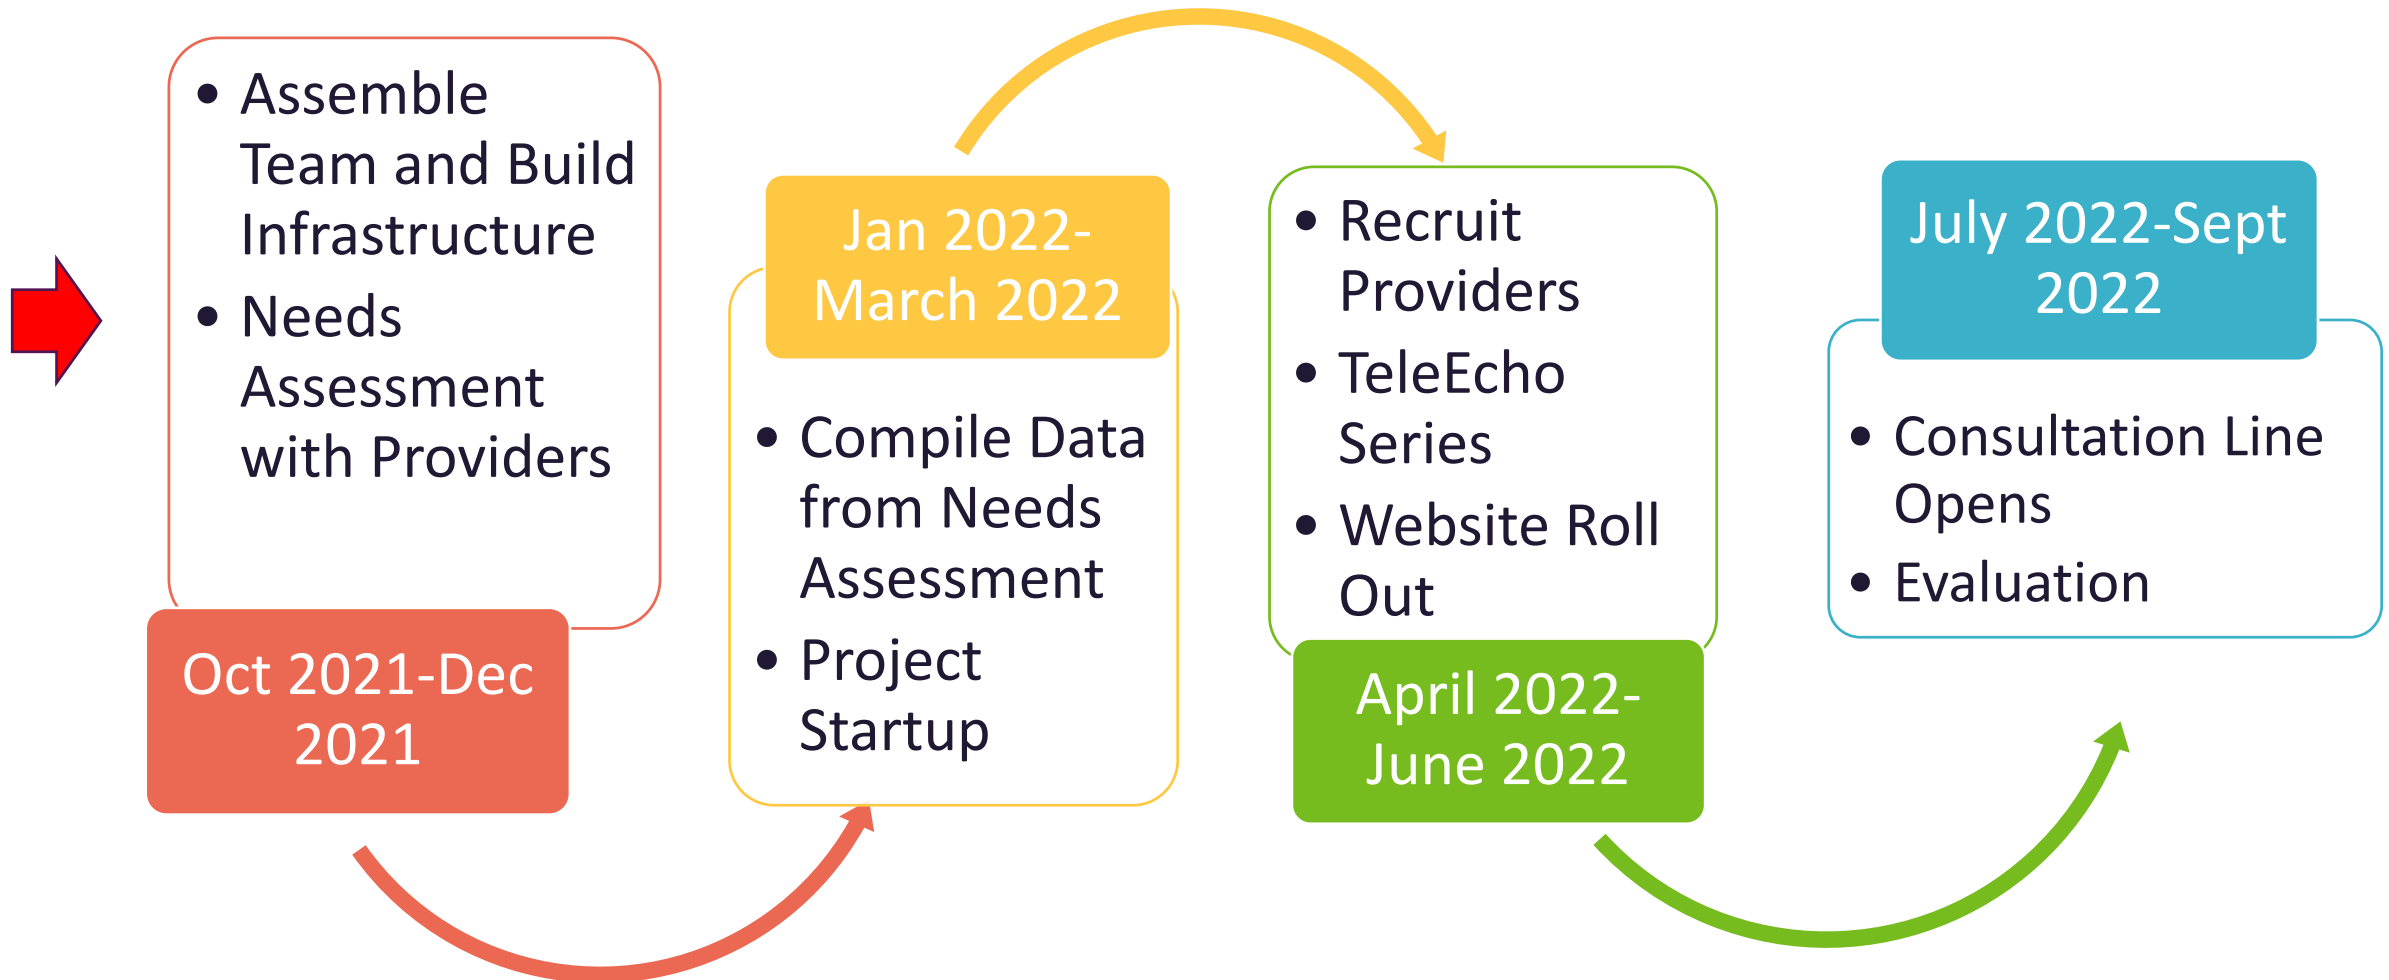 • Assemble
Team and Build
Infrastructure
• Needs
Assessment
with Providers
Oct 2021-Dec
2021
Jan 2022-
March 2022
• Compile Data
from Needs
Assessment
• Project
Startup
• Recruit
Providers
• TeleEcho
Series
• Website Roll
Out
April 2022-
June 2022
July 2022-Sept
2022
• Consultation Line
Opens
• Evaluation